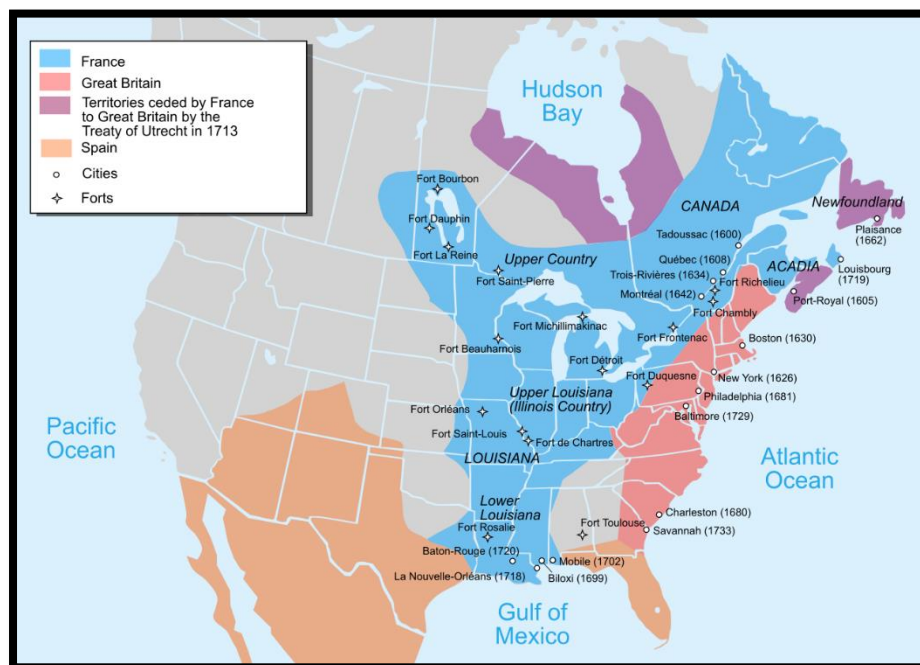 France
Great Britain
Territories ceded by France
to Great Britain by the
Treaty of Utrecht in 1713
Spain
Cities
Forts
Hudson
Bay
Fort Bourbon
Fort Dauphin
Fort La Reine
Upper Country
Fort Saint-Pierre
CANADA
Newfoundland
Plaisance
(1662)
Tadoussac (1600)
Québec (1608)
ACADIA
Louisbourg
(1719)
Trois-Rivières (1634)
Fort Richelieu
Montréal (1642)
Port-Royal (1605)
Fort Chambly
Fort Michillimakinac
Fort Frontenac
Fort Beauharnois
Boston (1630)
Fort Détroit
Fort Duquesne
New York (1626)
Upper Louisiana
(Illinois Country)
Philadelphia (1681)
Fort Orléans
Baltimore (1729)
Pacific
Ocean
Fort Saint-Louis
Fort de Chartres
LOUISIANA
Atlantic
Ocean
Lower
Louisiana
Charleston (1680)
Fort Rosalie
Fort Toulouse
Savannah (1733)
Baton-Rouge (1720)
Mobile (1702)
La Nouvelle-Orléans (1718)
Biloxi (1699)
Gulf of
Mexico